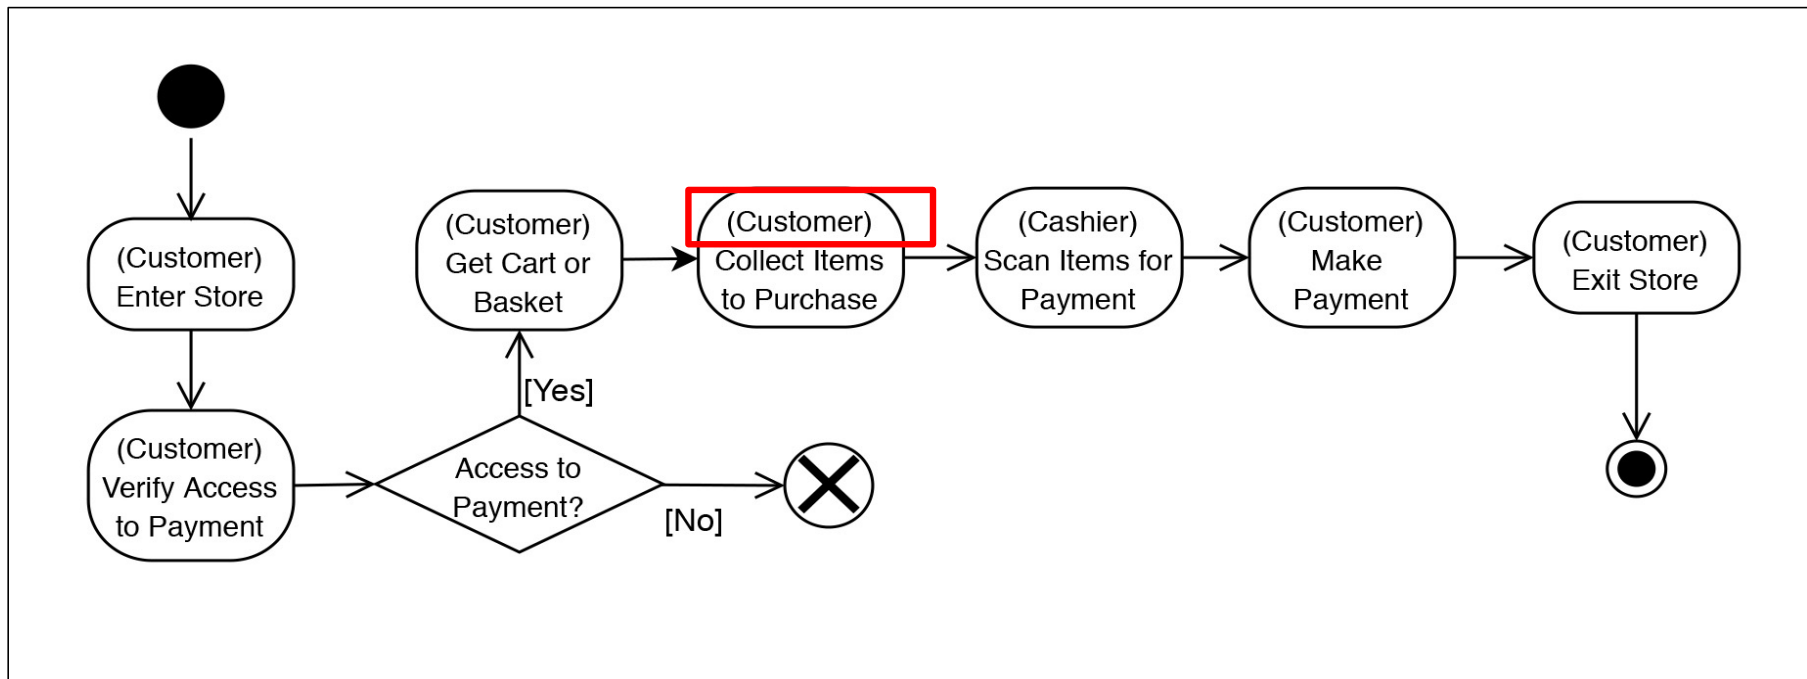 (Customer)
Enter Store
(Customer)
Verify Access
to Payment
Access to
Payment?
[Yes]
[No]
(Customer)
Get Cart or
Basket
(Customer)
Collect Items
to Purchase
(Cashier)
Scan Items for
Payment
(Customer)
Make
Payment
(Customer)
Exit Store